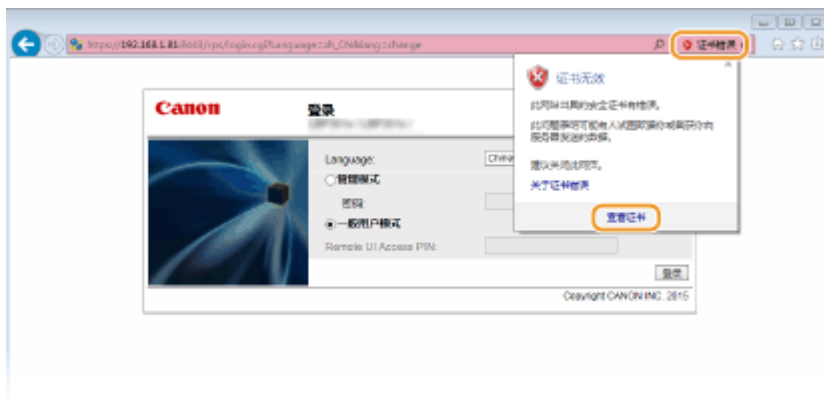 https://192.168.1.81:8443/rps/login.cgi?Language=zh_CN&lang=change
证书错误
证书无效
此网站出具的安全证书有错误。
此问题表明可能有人试图欺骗你或截获你向
服务器发送的数据。
建议关闭此网页。
关于证书错误
查看证书
Canon
登录
Language:
管理模式
密码:
一般用户模式
Remote UI Access PIN:
登录
Copyright CANON INC. 2015